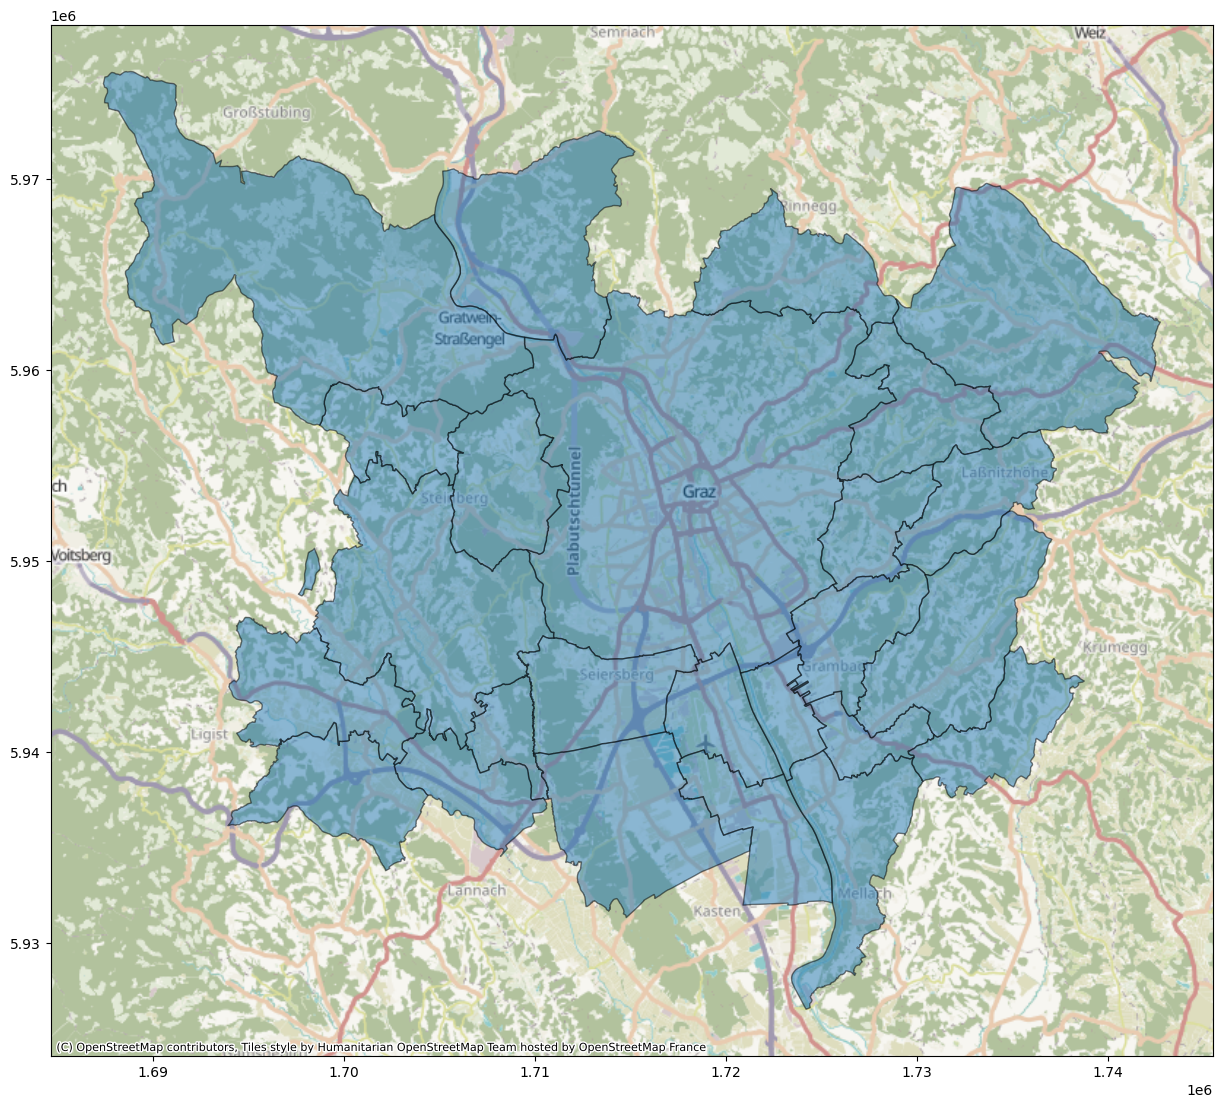 1e6
Semriach
Weiz
Großstübing
5.97
Rinnegg
Gratwein-
Straßengel
5.96
Laßnitzhöhe
Plabutschtunnel
Steinberg
Graz
ch
Voitsberg
5.95
Krumegg
Grambach
Seiersberg
Ligist
5.94
Lannach
Mellach
Kasten
5.93
(C) OpenStreetMap contributors, Tiles style by Humanitarian OpenStreetMap Team hosted by OpenStreetMap France
1.69 1.70 1.71 1.72 1.73 1.74
1e6